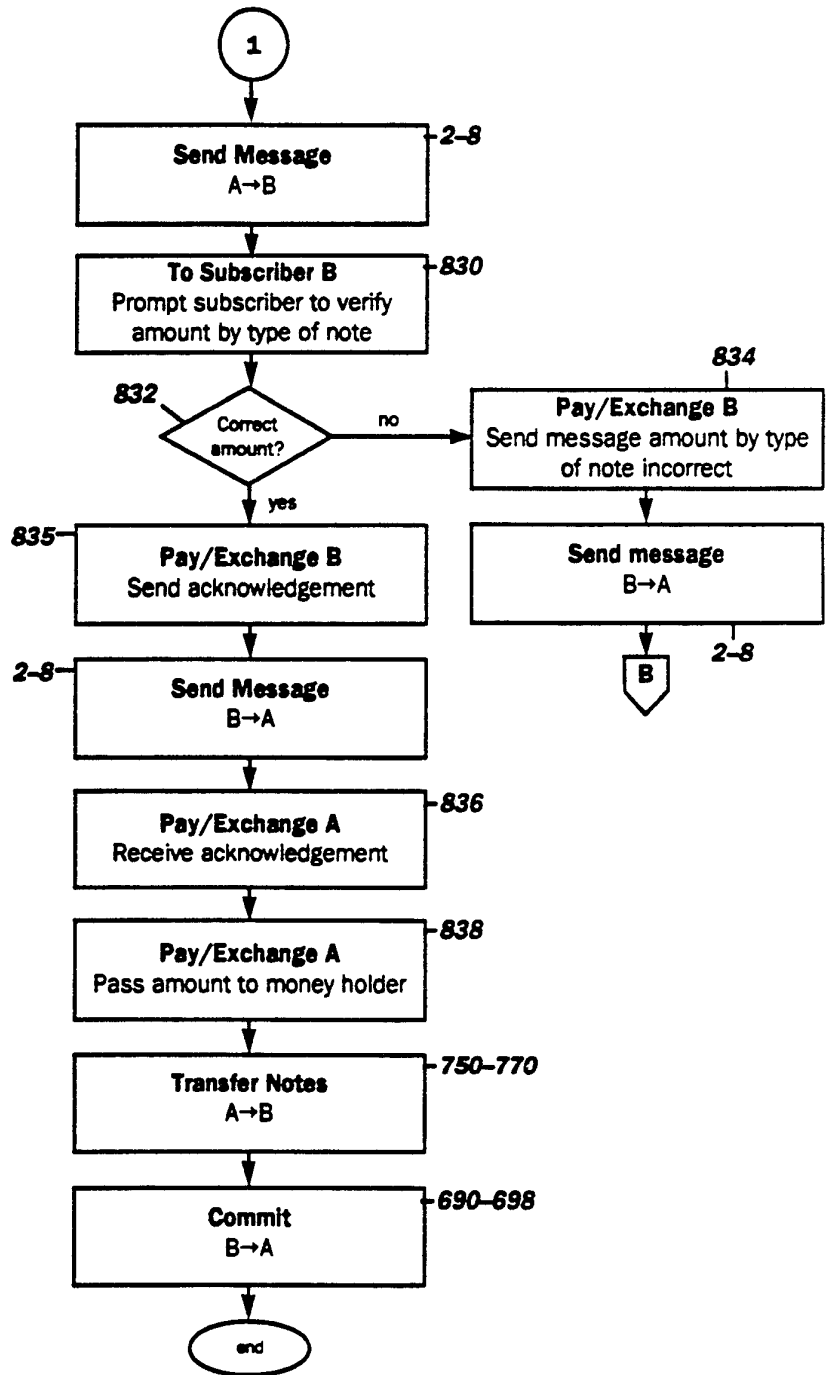 1
Send Message
A→B
2–8
To Subscriber B
Prompt subscriber to verify
amount by type of note
830
832
Correct
amount?
no
yes
834
Pay/Exchange B
Send message amount by type
of note incorrect
Send message
B→A
2–8
B
835
Pay/Exchange B
Send acknowledgement
2–8
Send Message
B→A
Pay/Exchange A
Receive acknowledgement
836
Pay/Exchange A
Pass amount to money holder
838
Transfer Notes
A→B
750–770
Commit
B→A
690–698
end